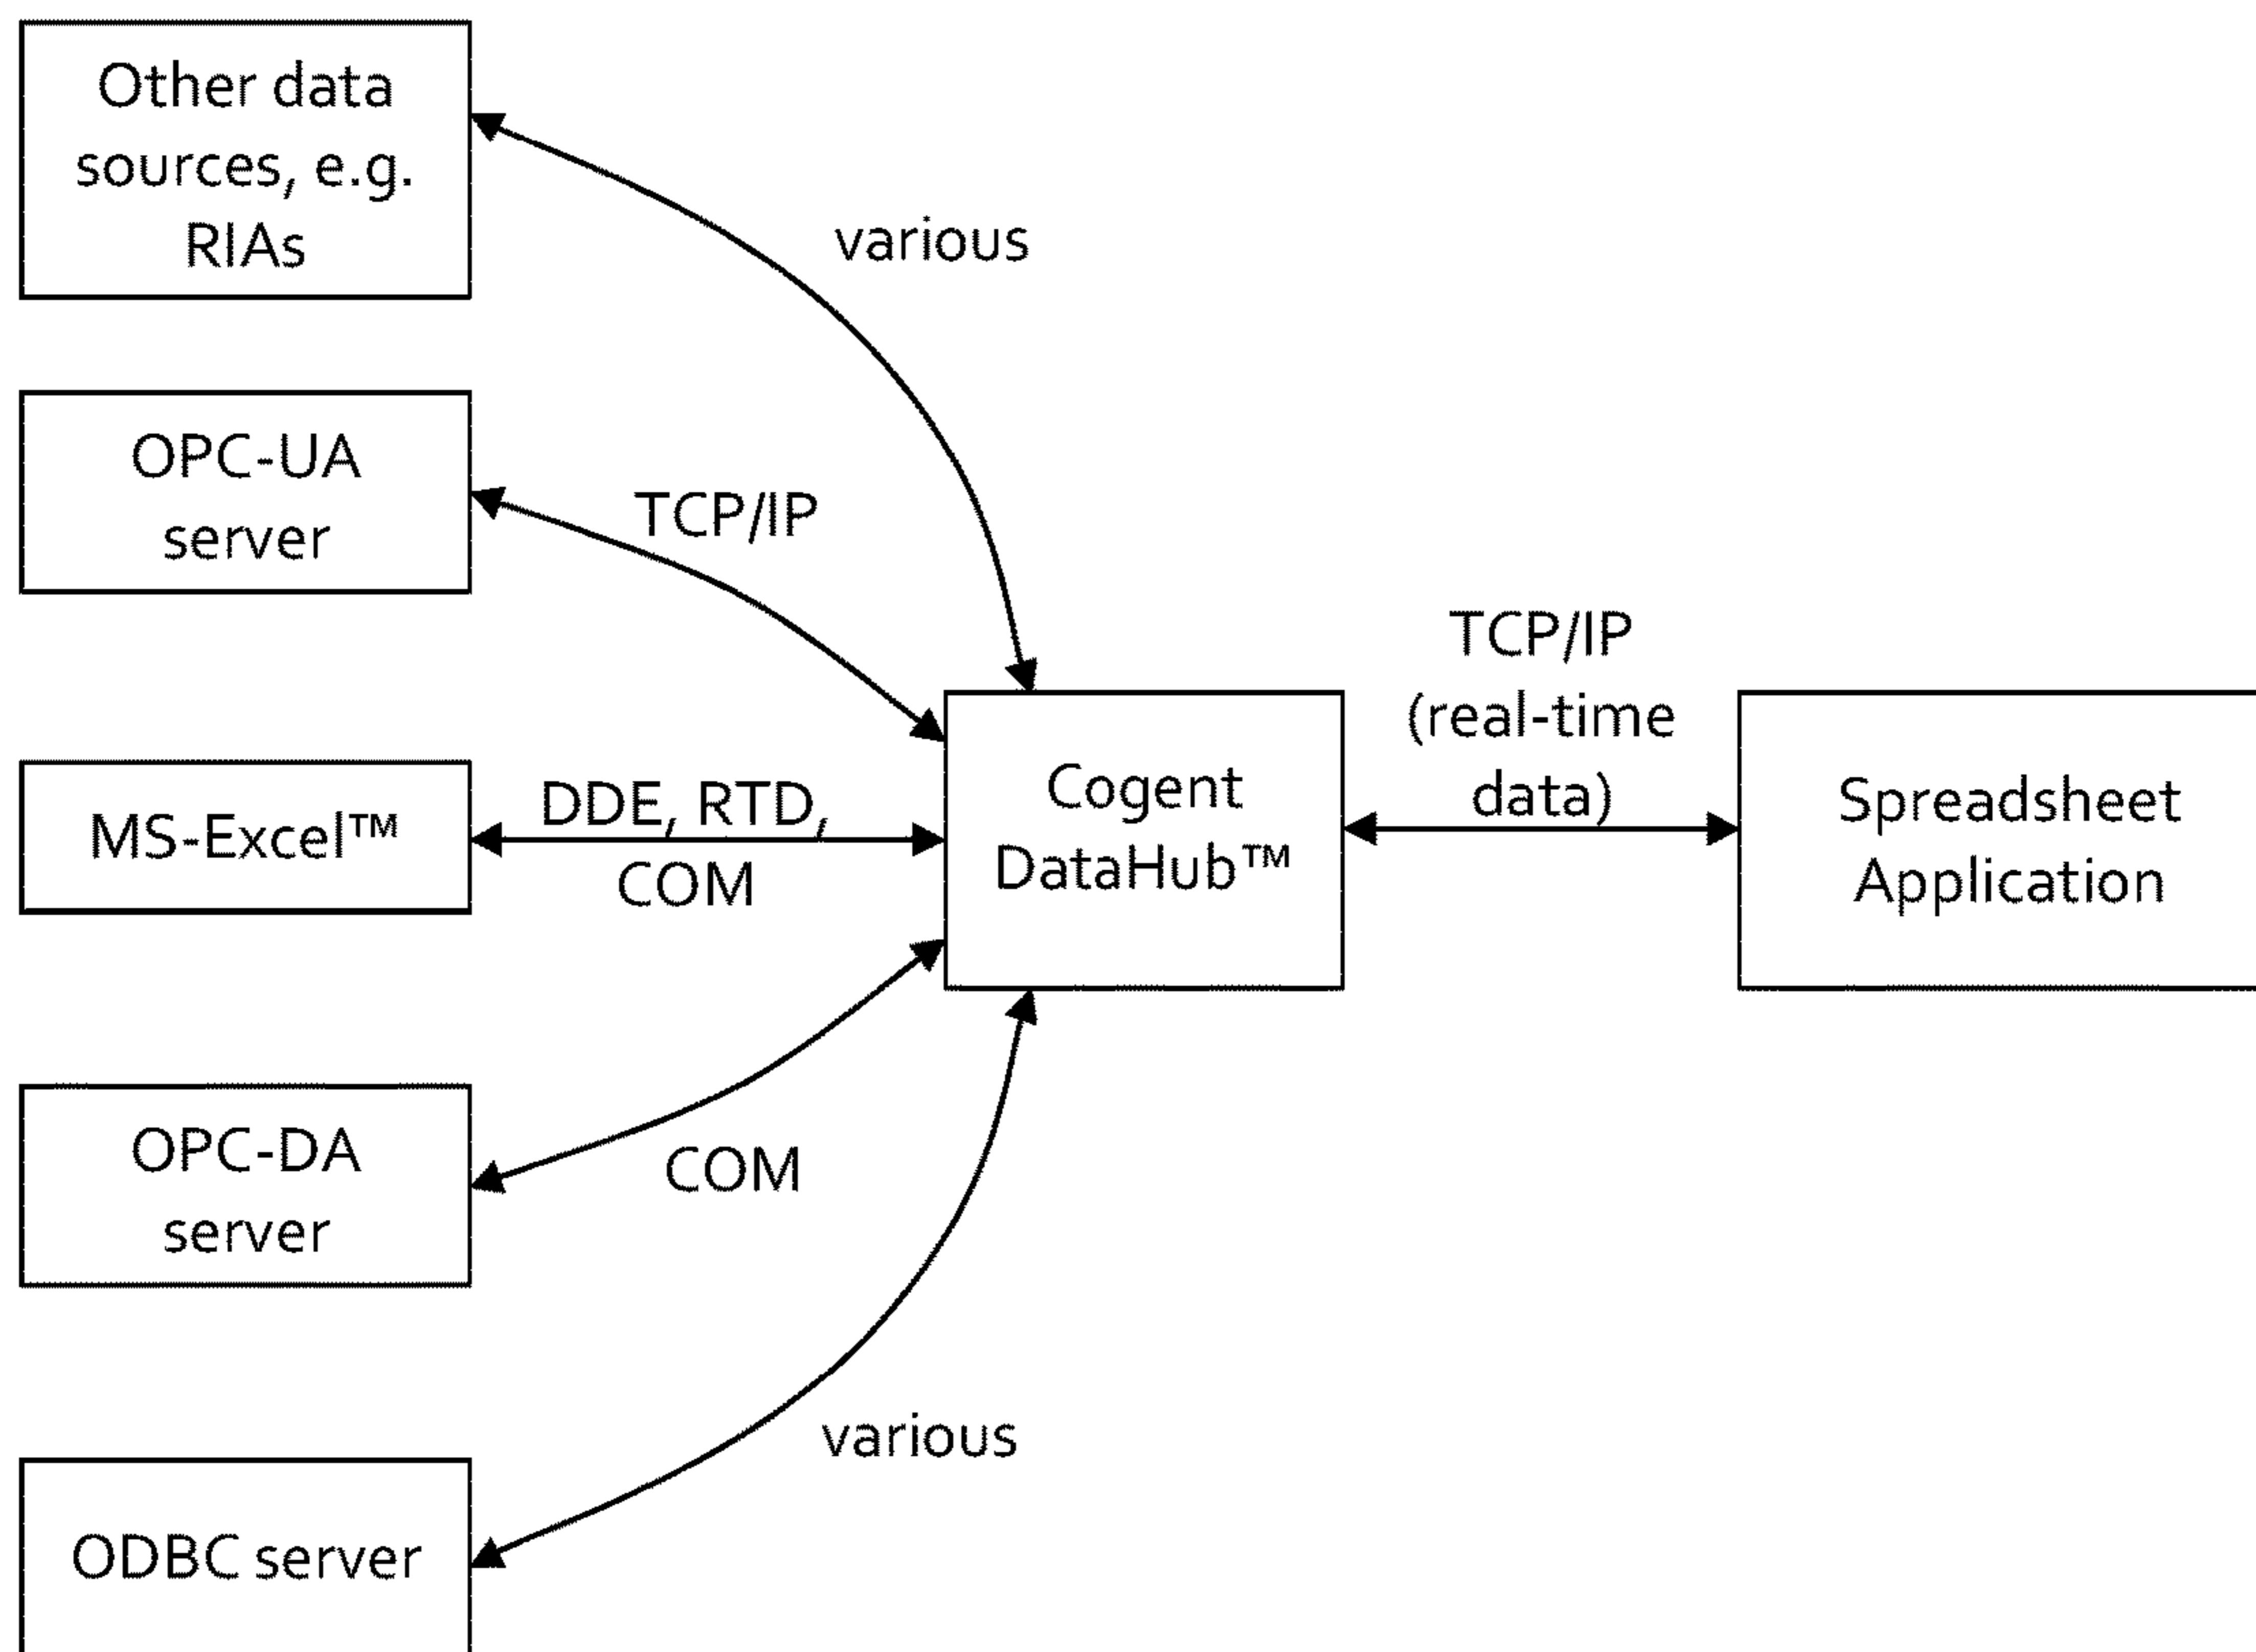 Other data
sources, e.g.
RIAs
various
OPC-UA
server
TCP/IP
TCP/IP
(real-time
data)
MS-Excel™
DDE, RTD,
COM
Cogent
DataHub™
Spreadsheet
Application
OPC-DA
server
COM
various
ODBC server